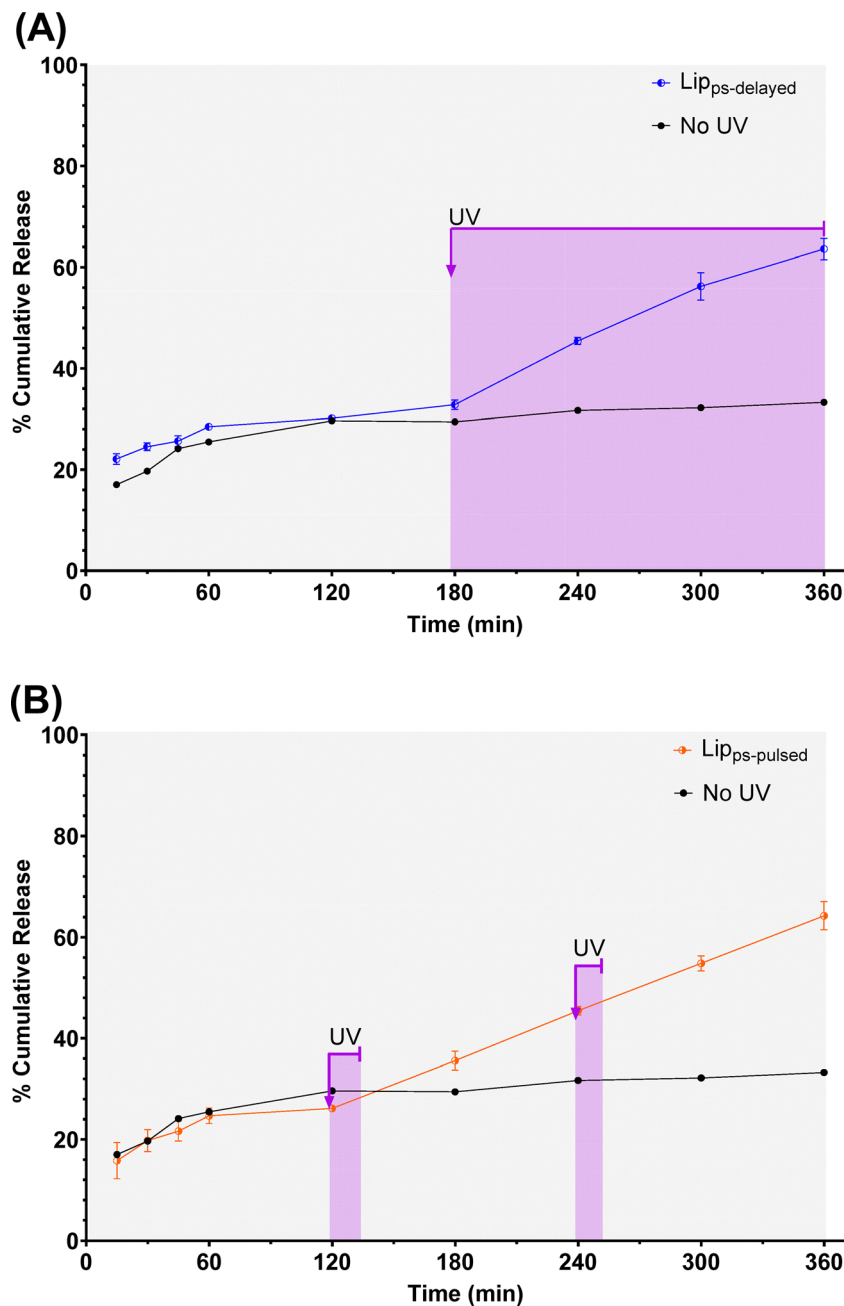 (A)
100
80
60
40
20
0
% Cumulative Release
Lipps-delayed
No UV
UV
0 60 120 180 240 300 360
Time (min)
(B)
100
80
60
40
20
0
% Cumulative Release
Lipps-pulsed
No UV
UV
UV
0 60 120 180 240 300 360
Time (min)